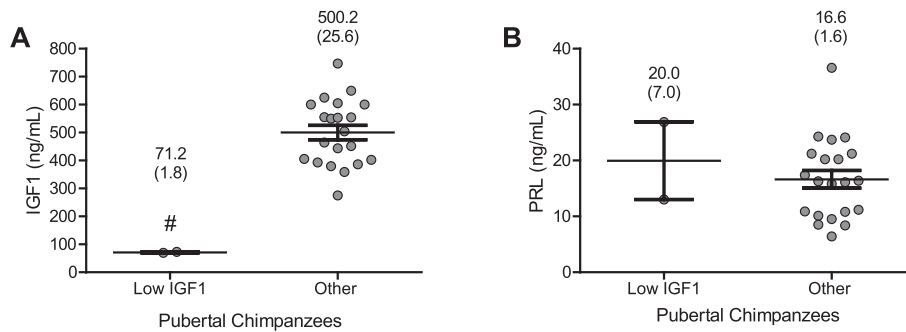 A
500.2
(25.6)
800
700
600
500
400
300
200
100
0
IGF1 (ng/mL)
71.2
(1.8)
#
Low IGF1
Other
Pubertal Chimpanzees
B
16.6
(1.6)
40
30
20
10
0
PRL (ng/mL)
20.0
(7.0)
Low IGF1
Other
Pubertal Chimpanzees